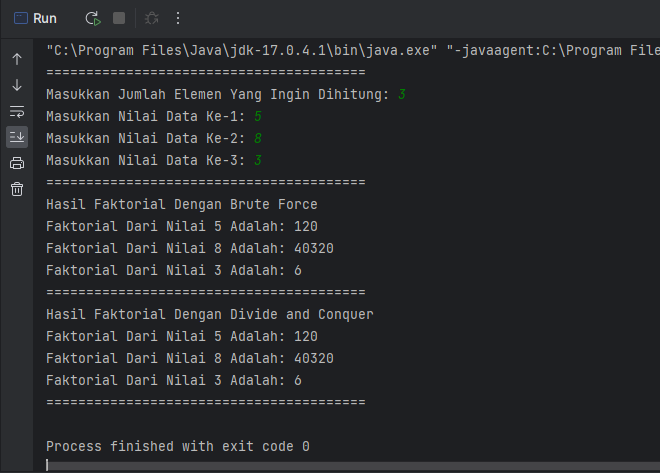 Run
"C:\Program Files\Java\jdk-17.0.4.1\bin\java.exe" "-javaagent:C:\Program File
=======================================
Masukkan Jumlah Elemen Yang Ingin Dihitung: 3
Masukkan Nilai Data Ke-1: 5
Masukkan Nilai Data Ke-2: 8
Masukkan Nilai Data Ke-3: 3
=======================================
Hasil Faktorial Dengan Brute Force
Faktorial Dari Nilai 5 Adalah: 120
Faktorial Dari Nilai 8 Adalah: 40320
Faktorial Dari Nilai 3 Adalah: 6
=======================================
Hasil Faktorial Dengan Divide and Conquer
Faktorial Dari Nilai 5 Adalah: 120
Faktorial Dari Nilai 8 Adalah: 40320
Faktorial Dari Nilai 3 Adalah: 6
=======================================
Process finished with exit code 0